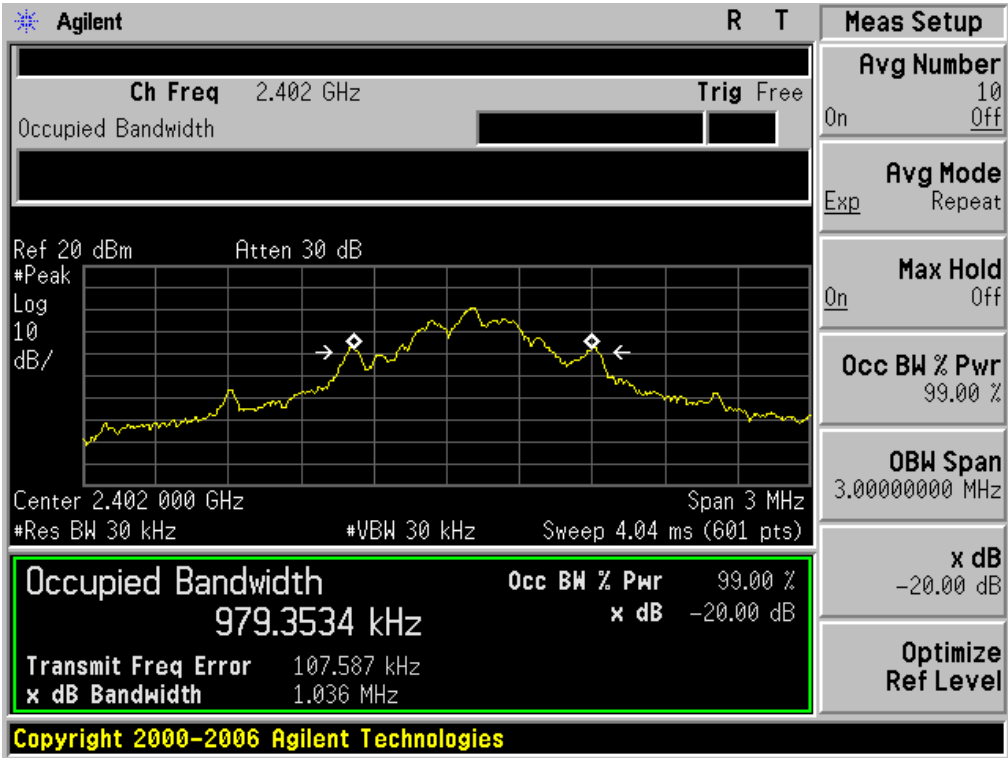 Agilent R T
Ch Freq 2.402 GHz Trig Free
Occupied Bandwidth
Ref 20 dBm Atten 30 dB
#Peak
Log
10
dB/
Center 2.402 000 GHz Span 3 MHz
#Res BW 30 kHz #VBW 30 kHz Sweep 4.04 ms (601 pts)
Occupied Bandwidth Occ BW % Pwr 99.00 %
979.3534 kHz x dB -20.00 dB
Transmit Freq Error 107.587 kHz
x dB Bandwidth 1.036 MHz
Copyright 2000-2006 Agilent Technologies
Meas Setup
Avg Number
10
On Off
Avg Mode
Exp Repeat
Max Hold
On Off
Occ BW % Pwr
99.00 %
OBW Span
3.00000000 MHz
x dB
-20.00 dB
Optimize
Ref Level